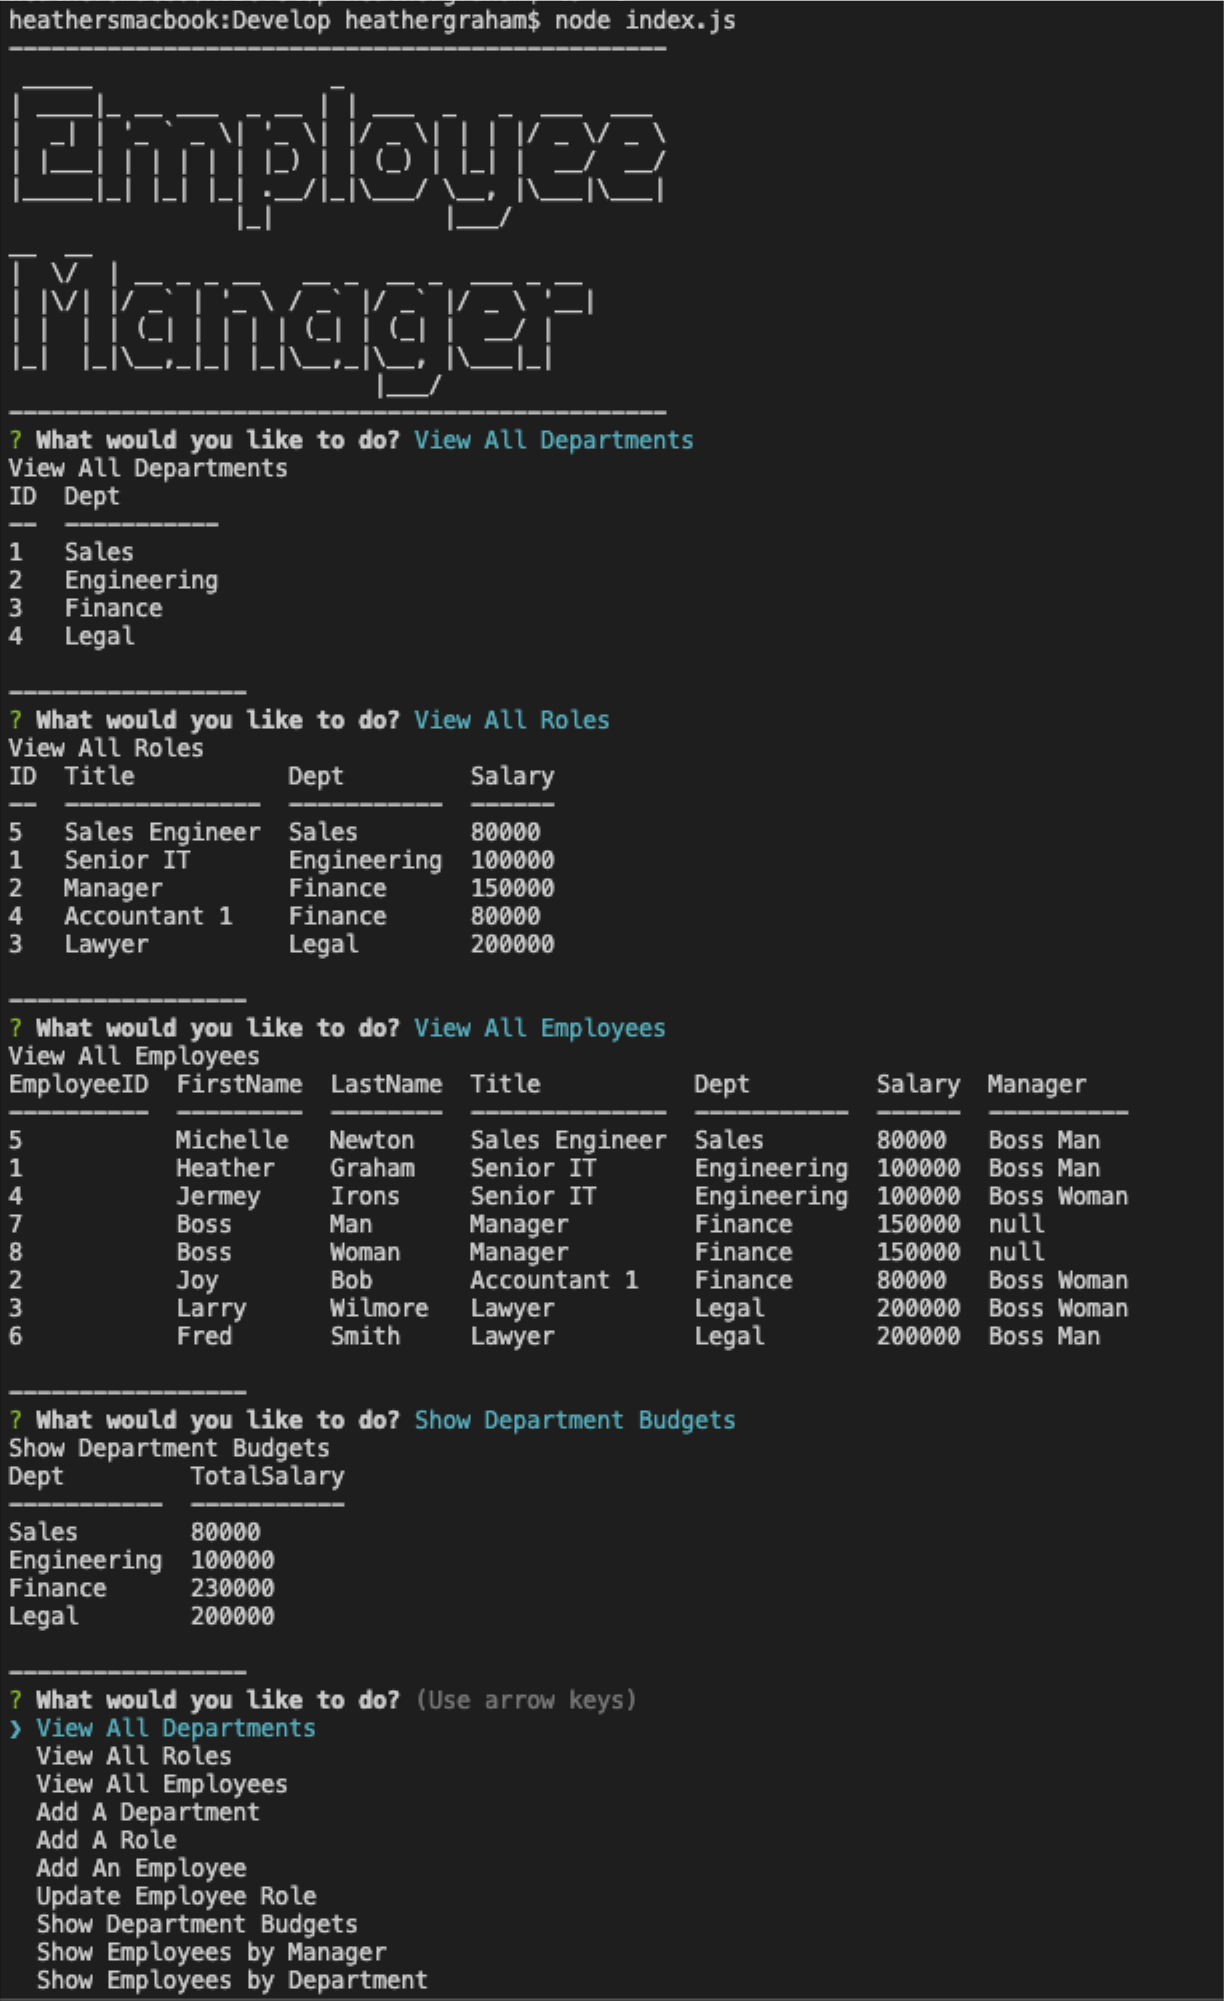 heathersmacbook:Develop heathergraham$ node index.js
Employee
Manager
? What would you like to do? View All Departments
View All Departments
ID  Dept
--  -----------
1   Sales
2   Engineering
3   Finance
4   Legal
-----------------
? What would you like to do? View All Roles
View All Roles
ID  Title           Dept         Salary
--  --------------  -----------  ------
5   Sales Engineer  Sales        80000
1   Senior IT       Engineering  100000
2   Manager         Finance      150000
4   Accountant 1    Finance      80000
3   Lawyer          Legal        200000
-----------------
? What would you like to do? View All Employees
View All Employees
EmployeeID  FirstName  LastName  Title           Dept         Salary  Manager
----------  ---------  --------  --------------  -----------  ------  ----------
5           Michelle   Newton    Sales Engineer  Sales        80000   Boss Man
1           Heather    Graham    Senior IT       Engineering  100000  Boss Man
4           Jermey     Irons     Senior IT       Engineering  100000  Boss Woman
7           Boss       Man       Manager         Finance      150000  null
8           Boss       Woman     Manager         Finance      150000  null
2           Joy        Bob       Accountant 1    Finance      80000   Boss Woman
3           Larry      Wilmore   Lawyer          Legal        200000  Boss Woman
6           Fred       Smith     Lawyer          Legal        200000  Boss Man
-----------------
? What would you like to do? Show Department Budgets
Show Department Budgets
Dept         TotalSalary
-----------  -----------
Sales        80000
Engineering  100000
Finance      230000
Legal        200000
-----------------
? What would you like to do? (Use arrow keys)
❯ View All Departments
  View All Roles
  View All Employees
  Add A Department
  Add A Role
  Add An Employee
  Update Employee Role
  Show Department Budgets
  Show Employees by Manager
  Show Employees by Department